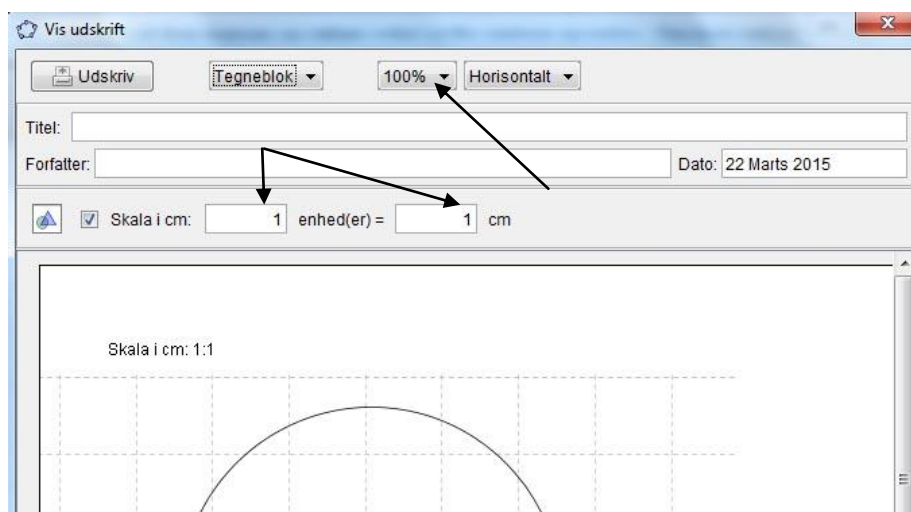 Vis udskrift
Udskriv Tegneblok 100% Horisontalt
Titel:
Forfatter: Dato: 22 Marts 2015
Skala i cm: 1 enhed(er) = 1 cm
Skala i cm: 1:1